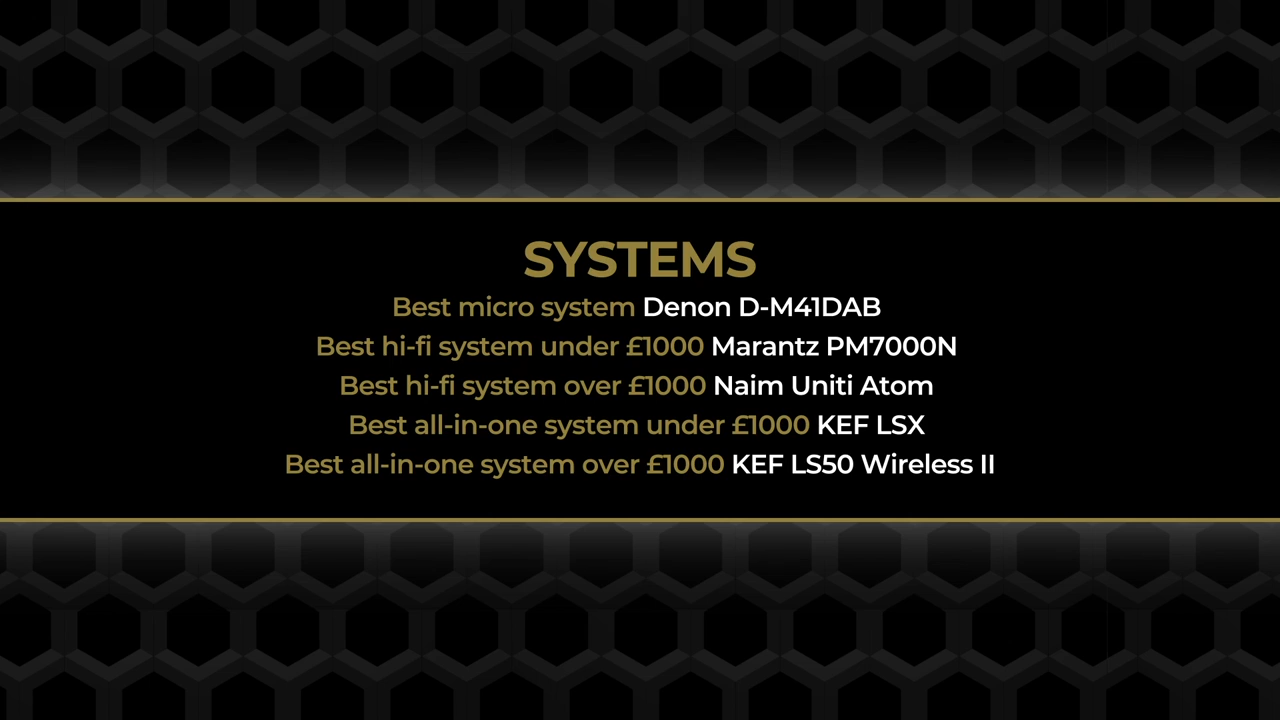 SYSTEMS
Best micro system Denon D-M41DAB
Best hi-fi system under £1000 Marantz PM7000N
Best hi-fi system over £1000 Naim Uniti Atom
Best all-in-one system under £1000 KEF LSX
Best all-in-one system over £1000 KEF LS50 Wireless II